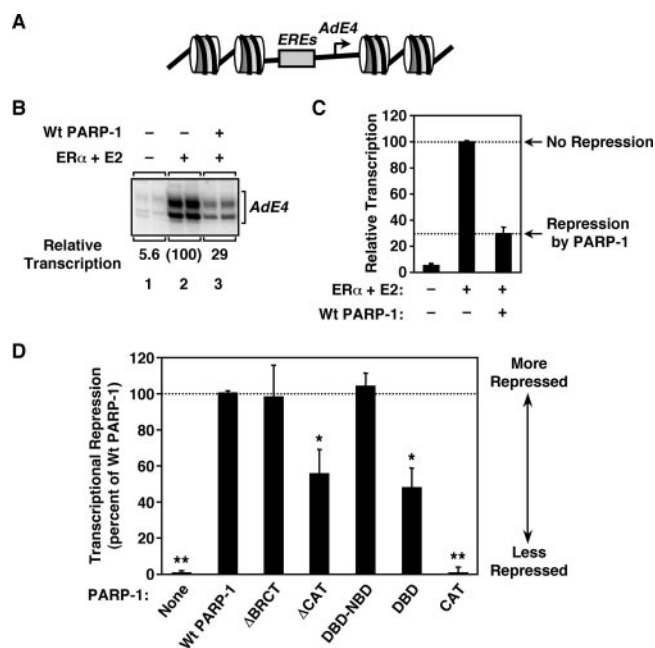 A
EREs
AdE4
B
Wt PARP-1 – – +
ERα + E2 – + +
AdE4
Relative Transcription 5.6 (100) 29
1 2 3
C
Relative Transcription
120
100
80
60
40
20
0
No Repression
Repression by PARP-1
ERα + E2: – + +
Wt PARP-1: – – +
D
Transcriptional Repression
(percent of Wt PARP-1)
120
100
80
60
40
20
0
**
*
*
**
More Repressed
Less Repressed
PARP-1:
None
Wt PARP-1
ΔBRCT
ΔCAT
DBD-NBD
DBD
CAT